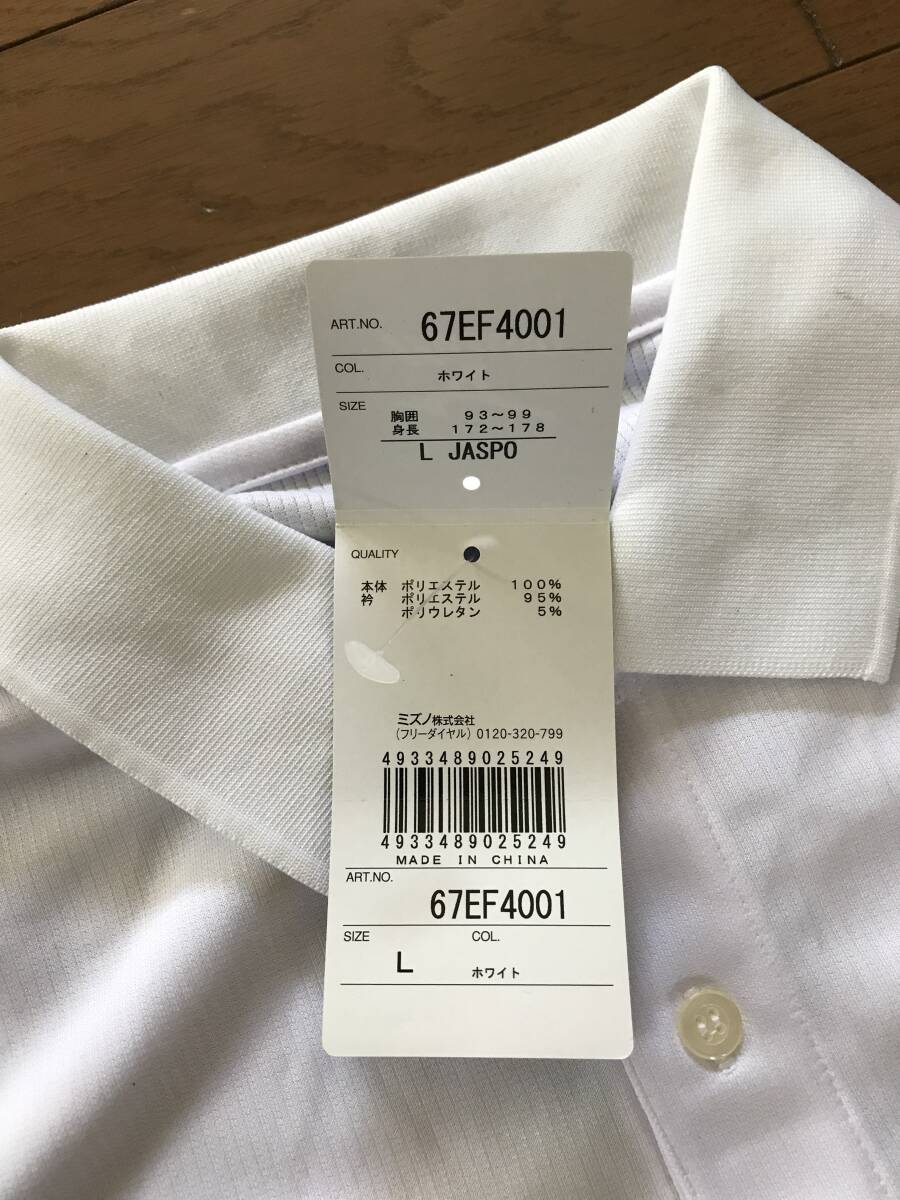 ART.NO. 67EF4001
COL. ホワイト
SIZE 胸囲 93～99
身長 172～178
L JASPO
QUALITY
本体 ポリエステル 100%
衿 ポリエステル 95%
ポリウレタン 5%
ミズノ株式会社
(フリーダイヤル) 0120-320-799
4933489025249
4933489025249
MADE IN CHINA
ART.NO.
67EF4001
SIZE COL.
L ホワイト